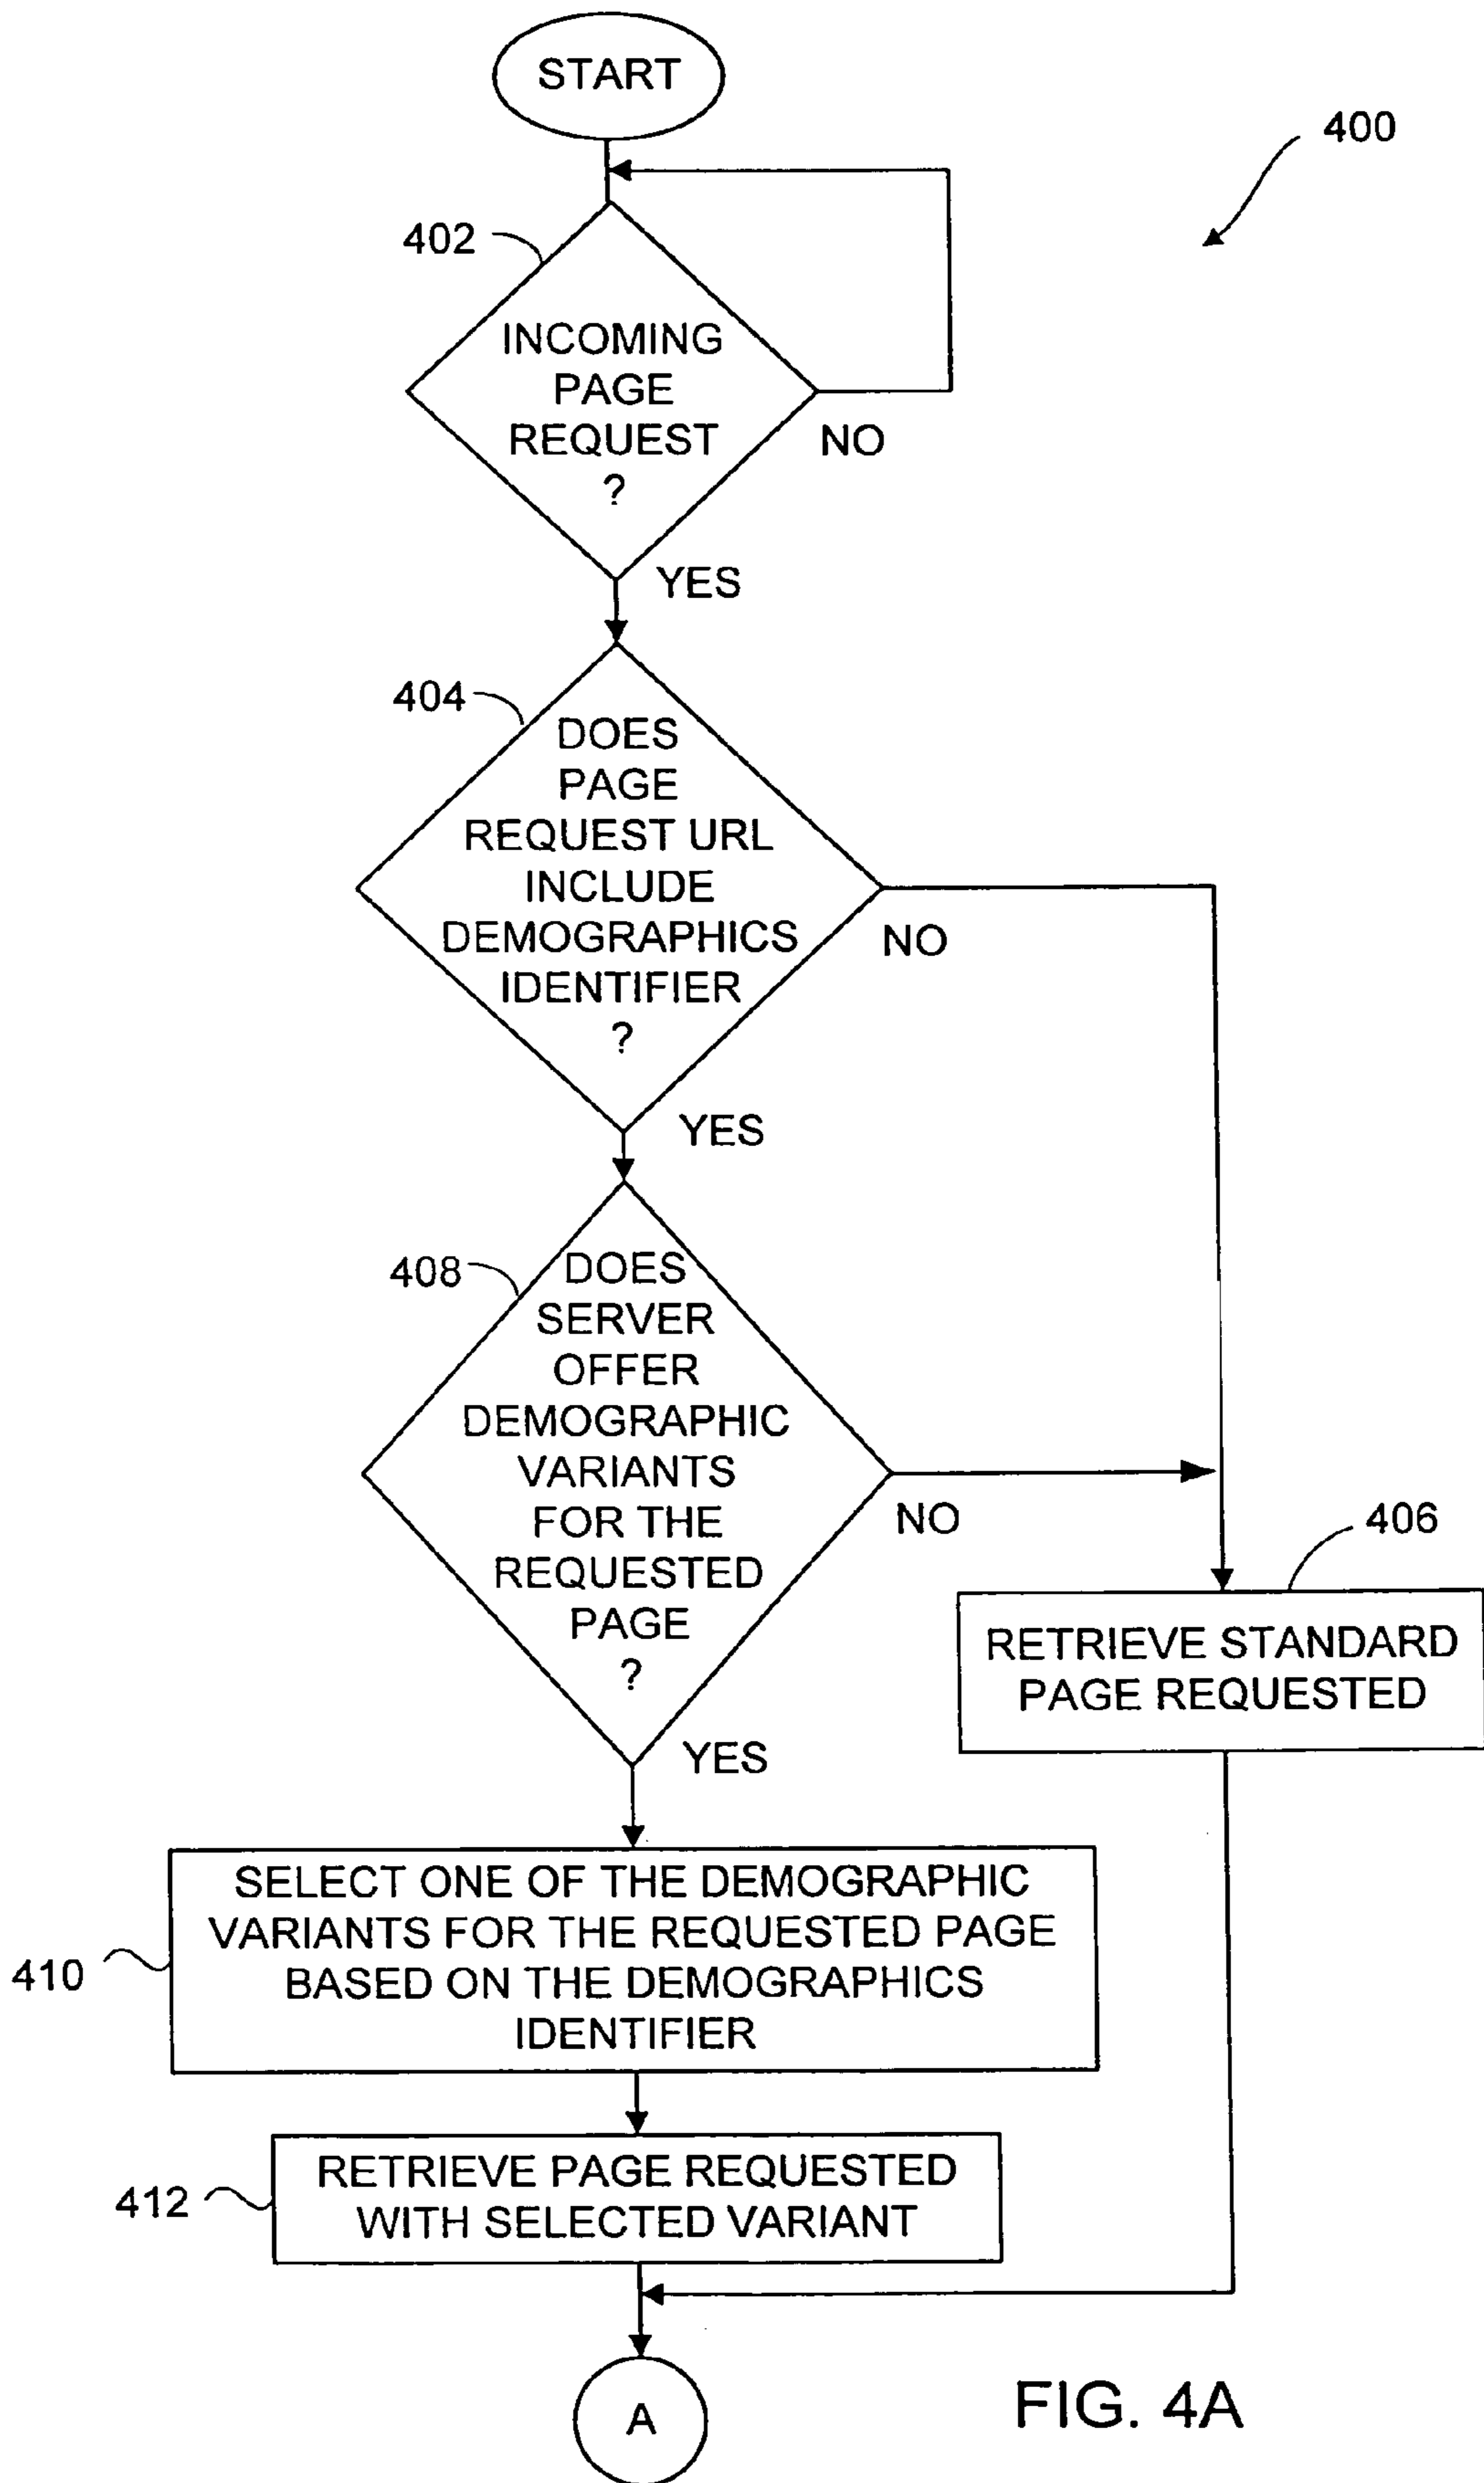 START
400
402
INCOMING
PAGE
REQUEST
?
NO
YES
404
DOES
PAGE
REQUEST URL
INCLUDE
DEMOGRAPHICS
IDENTIFIER
?
NO
YES
408
DOES
SERVER
OFFER
DEMOGRAPHIC
VARIANTS
FOR THE
REQUESTED
PAGE
?
NO
YES
406
RETRIEVE STANDARD
PAGE REQUESTED
410
SELECT ONE OF THE DEMOGRAPHIC
VARIANTS FOR THE REQUESTED PAGE
BASED ON THE DEMOGRAPHICS
IDENTIFIER
412
RETRIEVE PAGE REQUESTED
WITH SELECTED VARIANT
A
FIG. 4A